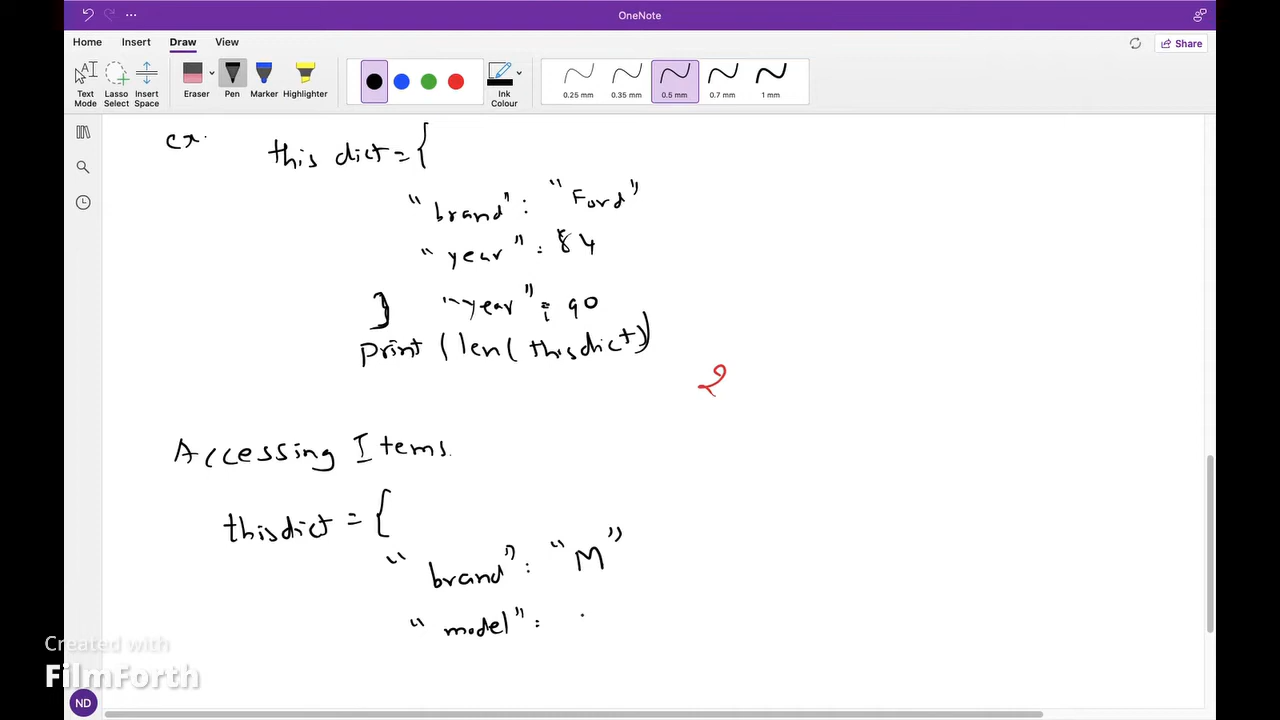 OneNote
Home Insert Draw View
Share
Text Mode Lasso Select Insert Space Eraser Pen Marker Highlighter Ink Colour 0.25 mm 0.35 mm 0.5 mm 0.7 mm 1 mm
ex. this dict = {
"brand" : "Ford"
"year" : 84
} "year" : 90
print (len( thisdict)
2
Accessing Items.
thisdict = {
"brand" : "M"
"model" :
Created with
FilmForth
ND